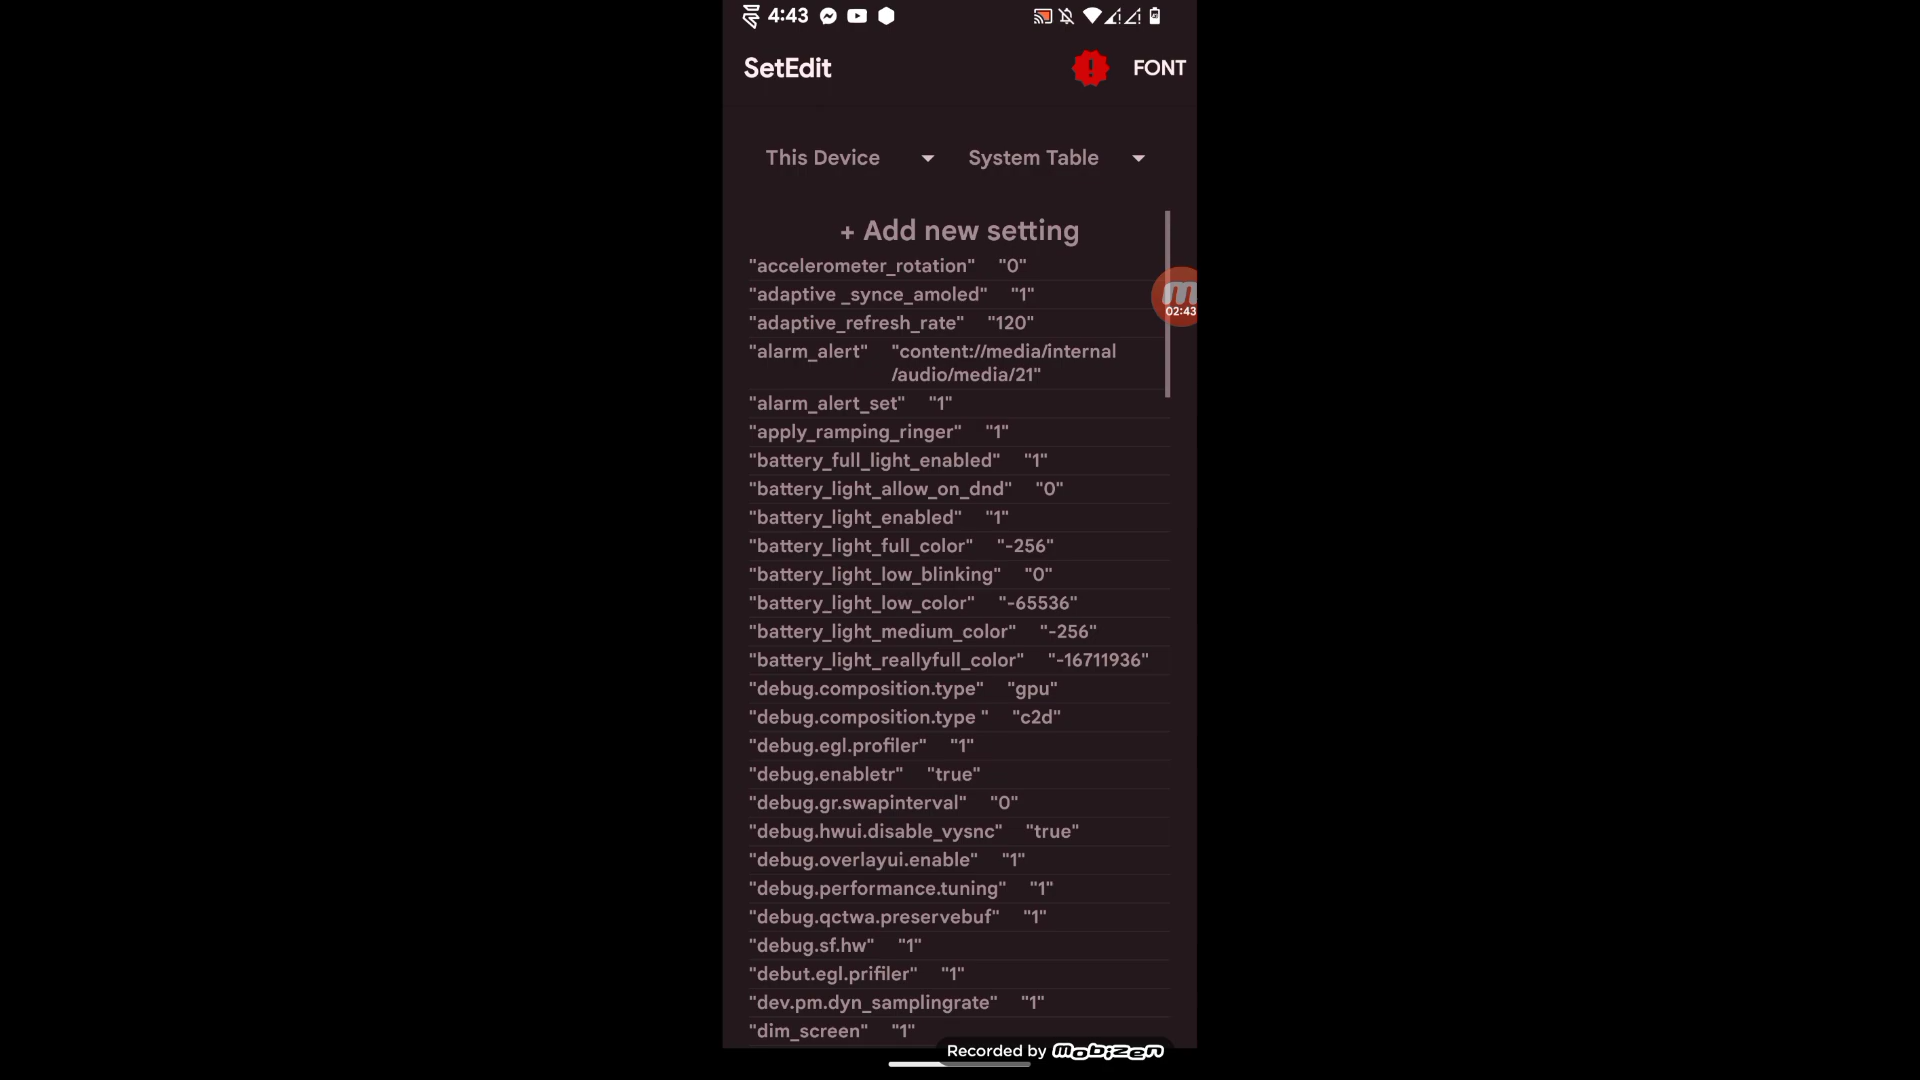 4:43
SetEdit
FONT
This Device
System Table
+ Add new setting
"accelerometer_rotation" "0"
"adaptive _synce_amoled" "1"
"adaptive_refresh_rate" "120"
"alarm_alert" "content://media/internal
/audio/media/21"
"alarm_alert_set" "1"
"apply_ramping_ringer" "1"
"battery_full_light_enabled" "1"
"battery_light_allow_on_dnd" "0"
"battery_light_enabled" "1"
"battery_light_full_color" "-256"
"battery_light_low_blinking" "0"
"battery_light_low_color" "-65536"
"battery_light_medium_color" "-256"
"battery_light_reallyfull_color" "-16711936"
"debug.composition.type" "gpu"
"debug.composition.type " "c2d"
"debug.egl.profiler" "1"
"debug.enabletr" "true"
"debug.gr.swapinterval" "0"
"debug.hwui.disable_vysnc" "true"
"debug.overlayui.enable" "1"
"debug.performance.tuning" "1"
"debug.qctwa.preservebuf" "1"
"debug.sf.hw" "1"
"debut.egl.prifiler" "1"
"dev.pm.dyn_samplingrate" "1"
"dim_screen" "1"
m
02:43
Recorded by mobizen